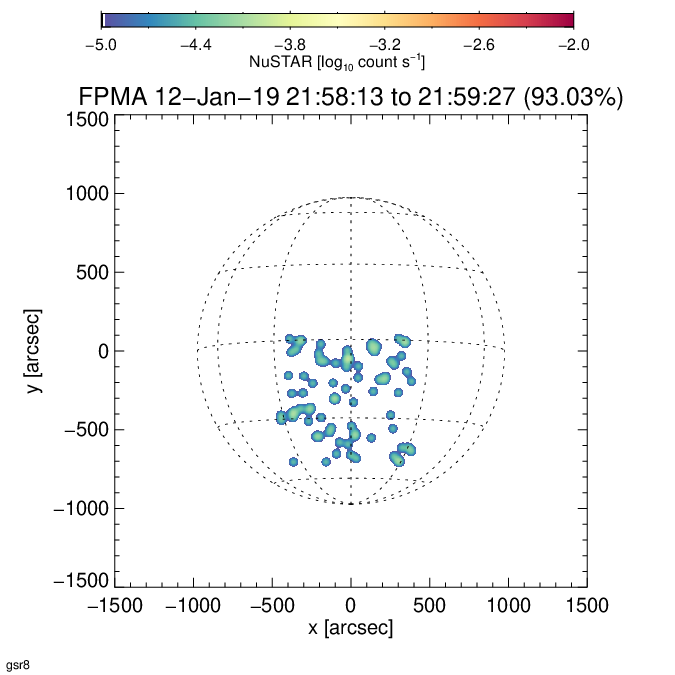 −5.0 −4.4 −3.8 −3.2 −2.6 −2.0
NuSTAR [log10 count s−1]
FPMA 12−Jan−19 21:58:13 to 21:59:27 (93.03%)
1500
1000
500
0
−500
−1000
−1500
y [arcsec]
−1500 −1000 −500 0 500 1000 1500
x [arcsec]
gsr8